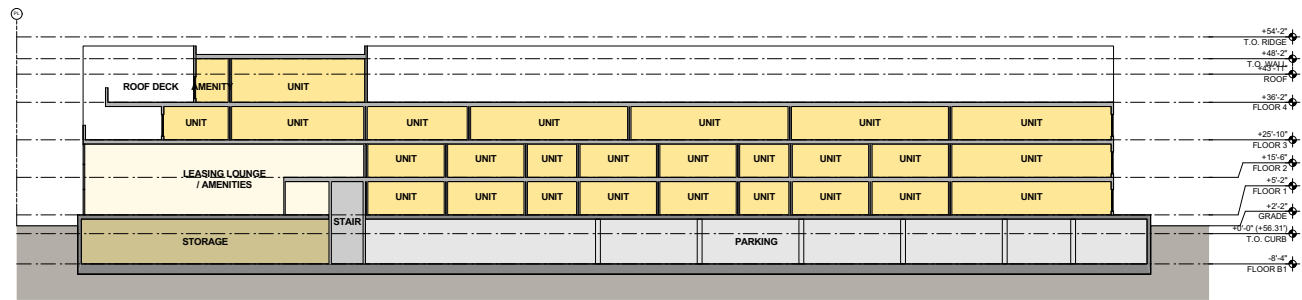 PL
+54'-2"
T.O. RIDGE
+48'-2"
T.O. WALL
+43'-11"
ROOF
ROOF DECK AMENITY UNIT
+36'-2"
FLOOR 4
UNIT UNIT UNIT UNIT UNIT UNIT UNIT
+25'-10"
FLOOR 3
UNIT UNIT UNIT UNIT UNIT UNIT UNIT UNIT UNIT
+15'-6"
FLOOR 2
LEASING LOUNGE
/ AMENITIES
+5'-2"
FLOOR 1
UNIT UNIT UNIT UNIT UNIT UNIT UNIT UNIT UNIT
+2'-2"
GRADE
STAIR
+0'-0" (+56.31')
T.O. CURB
STORAGE PARKING
-8'-4"
FLOOR B1